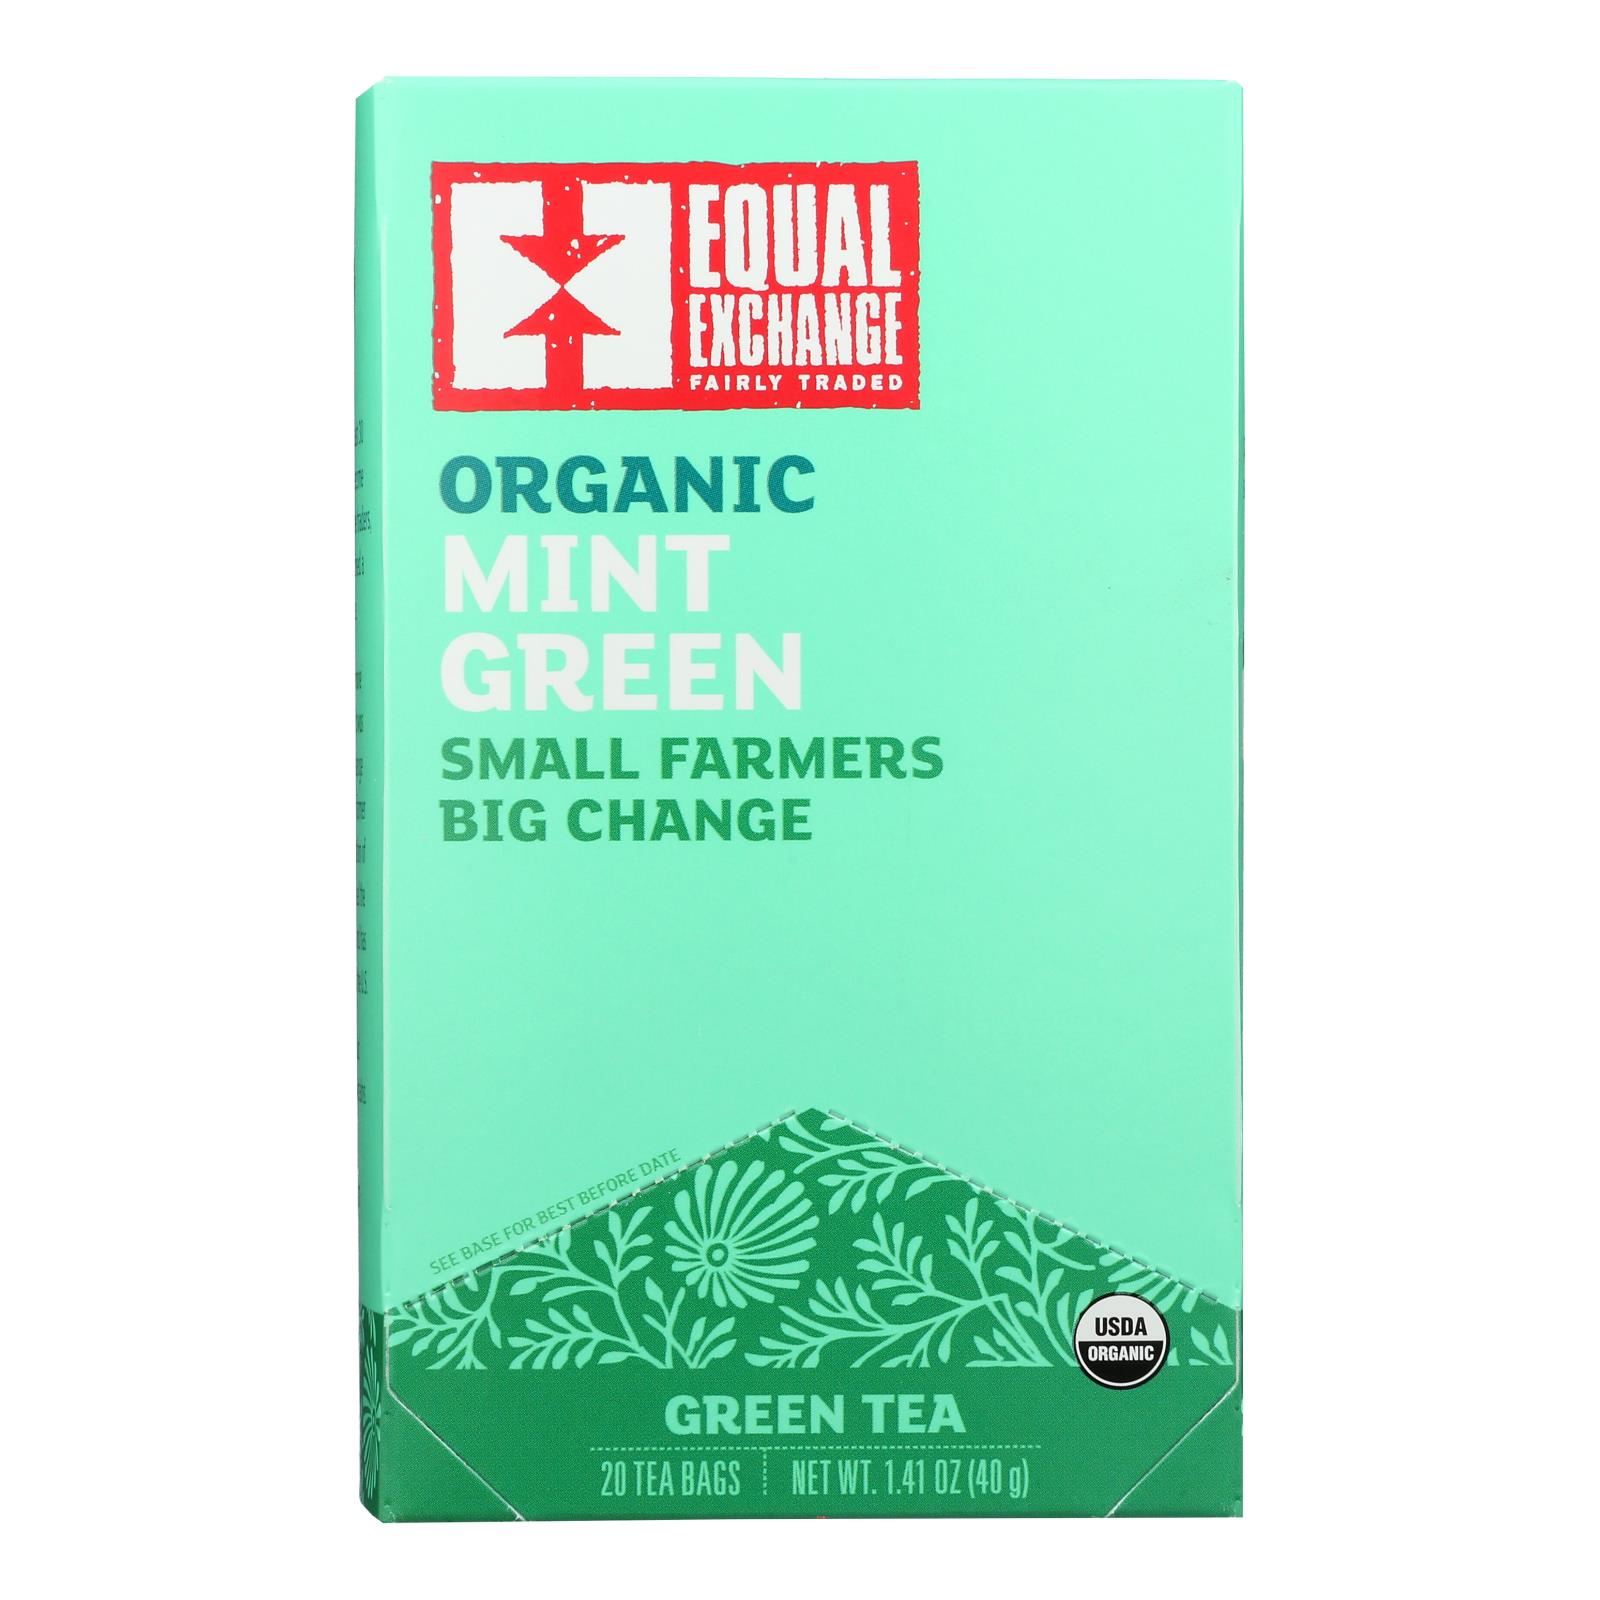 EQUAL
EXCHANGE
FAIRLY TRADED
ORGANIC
MINT
GREEN
SMALL FARMERS
BIG CHANGE
SEE BASE FOR BEST BEFORE DATE
USDA
ORGANIC
GREEN TEA
20 TEA BAGS NET WT. 1.41 OZ (40 g)